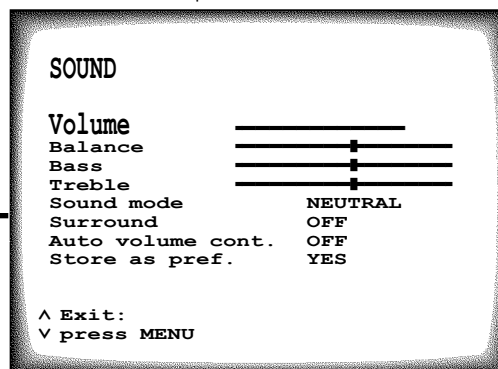 SOUND
Volume
Balance
Bass
Treble
Sound mode NEUTRAL
Surround OFF
Auto volume cont. OFF
Store as pref. YES
Exit:
press MENU